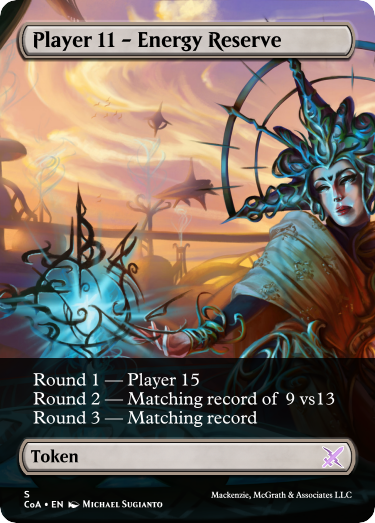 Player 11 – Energy Reserve
Round 1 — Player 15
Round 2 — Matching record of  9 vs13
Round 3 — Matching record
Token
S
CoA • EN Michael Sugianto
Mackenzie, McGrath & Associates LLC